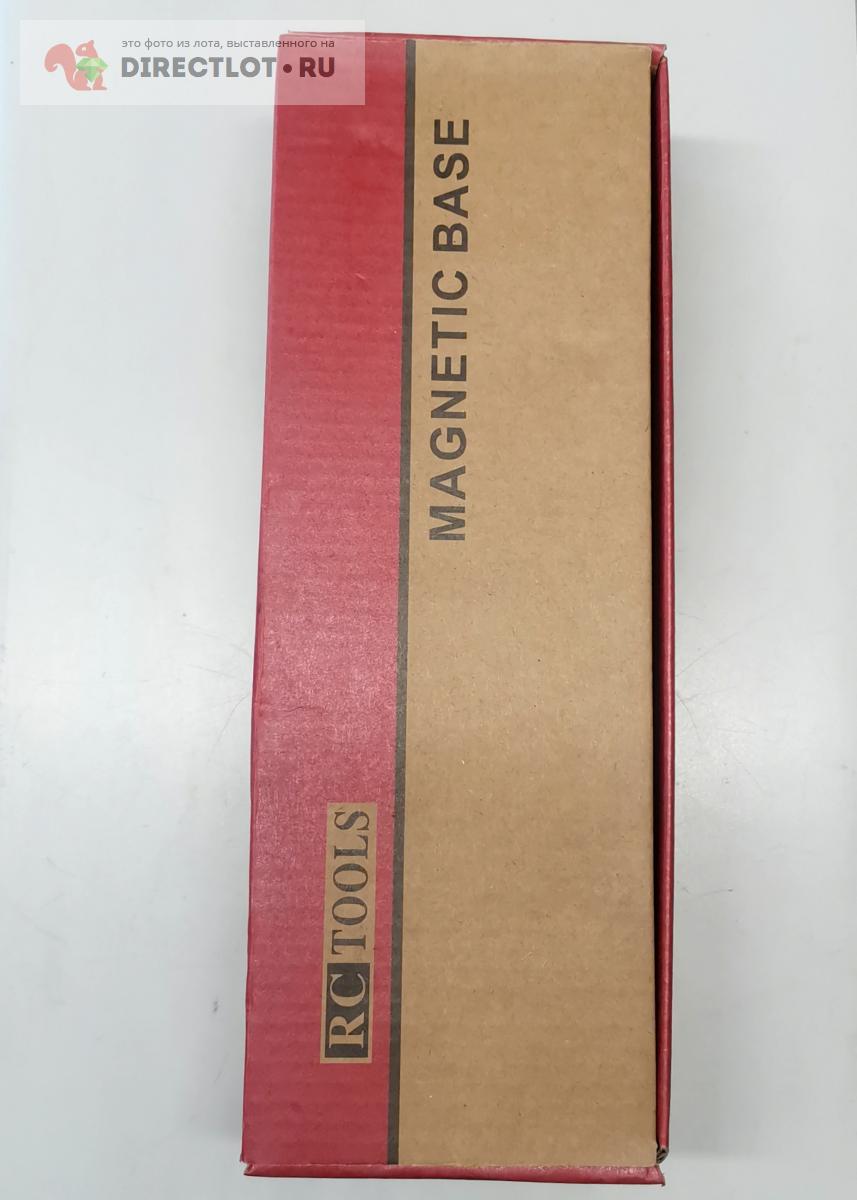 это фото из лота, выставленного на
DIRECTLOT•RU
MAGNETIC BASE
RC TOOLS